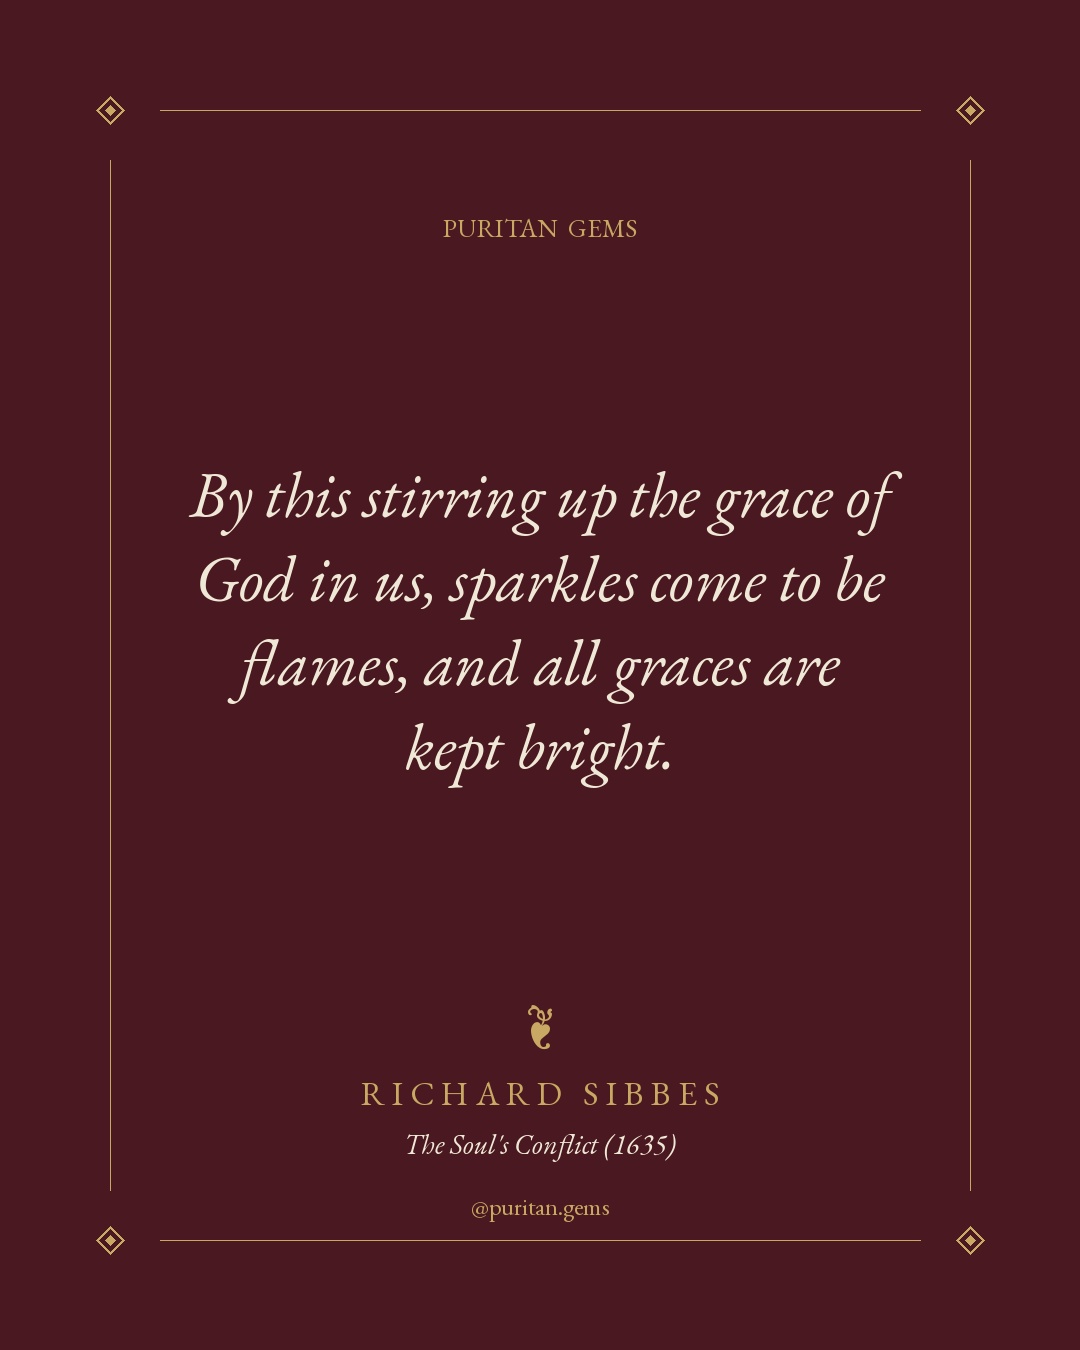 PURITAN GEMS
By this stirring up the grace of
God in us, sparkles come to be
flames, and all graces are
kept bright.
RICHARD SIBBES
The Soul's Conflict (1635)
@puritan.gems